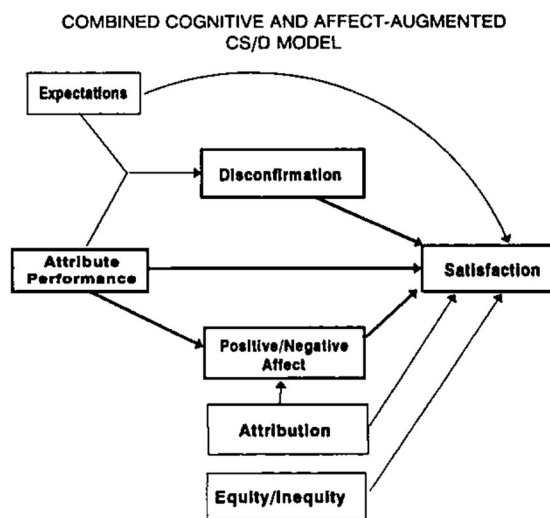 COMBINED COGNITIVE AND AFFECT-AUGMENTED
CS/D MODEL
Expectations
Disconfirmation
Attribute
Performance
Satisfaction
Positive/Negative
Affect
Attribution
Equity/Inequity